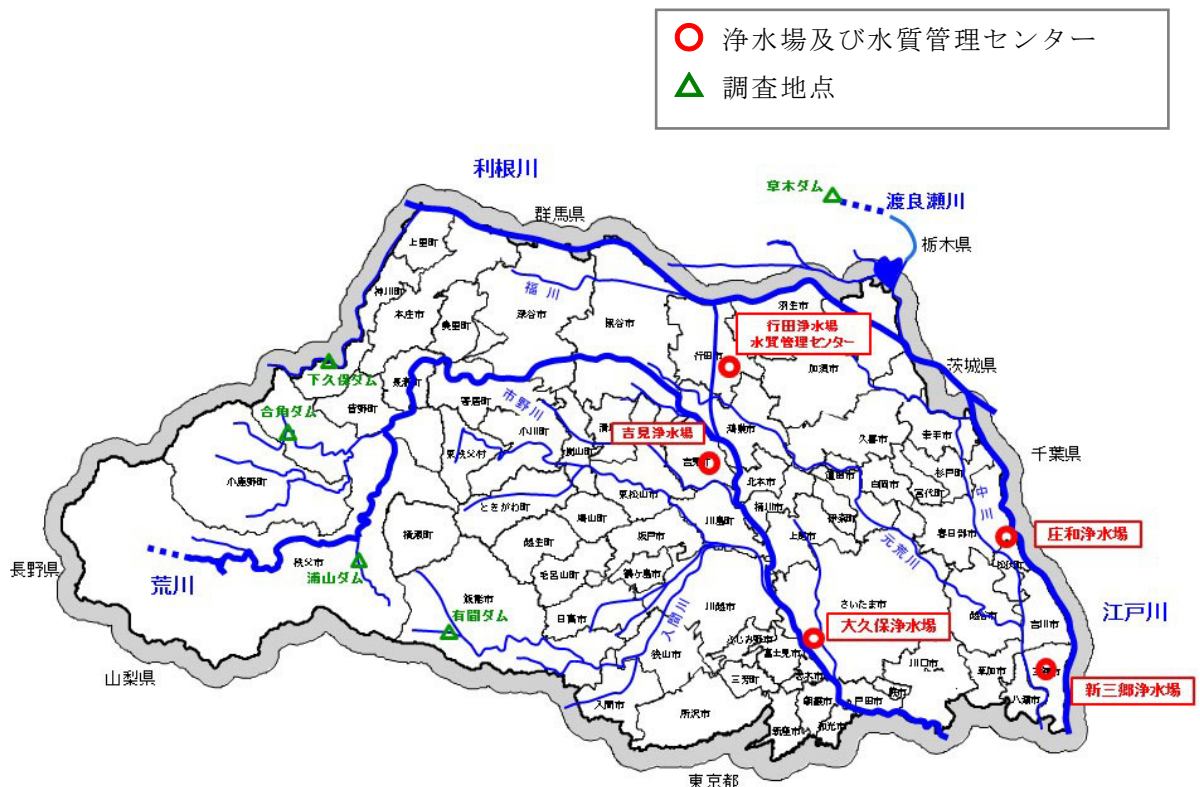 浄水場及び水質管理センター
調査地点
利根川
草木ダム
渡良瀬川
群馬県
栃木県
上里町
神川町
本庄市
美里町
福川
深谷市
熊谷市
羽生市
行田浄水場
水質管理センター
行田市
加須市
茨城県
下久保ダム
長瀞町
皆野町
合角ダム
寄居町
市野川
小川町
嵐山町
東秩父村
吉見浄水場
吉見町
鴻巣市
久喜市
幸手市
千葉県
小鹿野町
ときがわ町
東松山市
北本市
桶川市
蓮田市
白岡市
杉戸町
宮代町
中川
横瀬町
鳩山町
川島町
上尾市
伊奈町
春日部市
庄和浄水場
松伏町
長野県
荒川
秩父市
浦山ダム
越生町
坂戸市
毛呂山町
鶴ヶ島市
元荒川
飯能市
有間ダム
日高市
入間川
川越市
さいたま市
大久保浄水場
越谷市
吉川市
江戸川
山梨県
狭山市
ふじみ野市
富士見市
三芳町
志木市
川口市
草加市
三郷市
新三郷浄水場
八潮市
入間市
所沢市
朝霞市
戸田市
蕨市
新座市
和光市
東京都